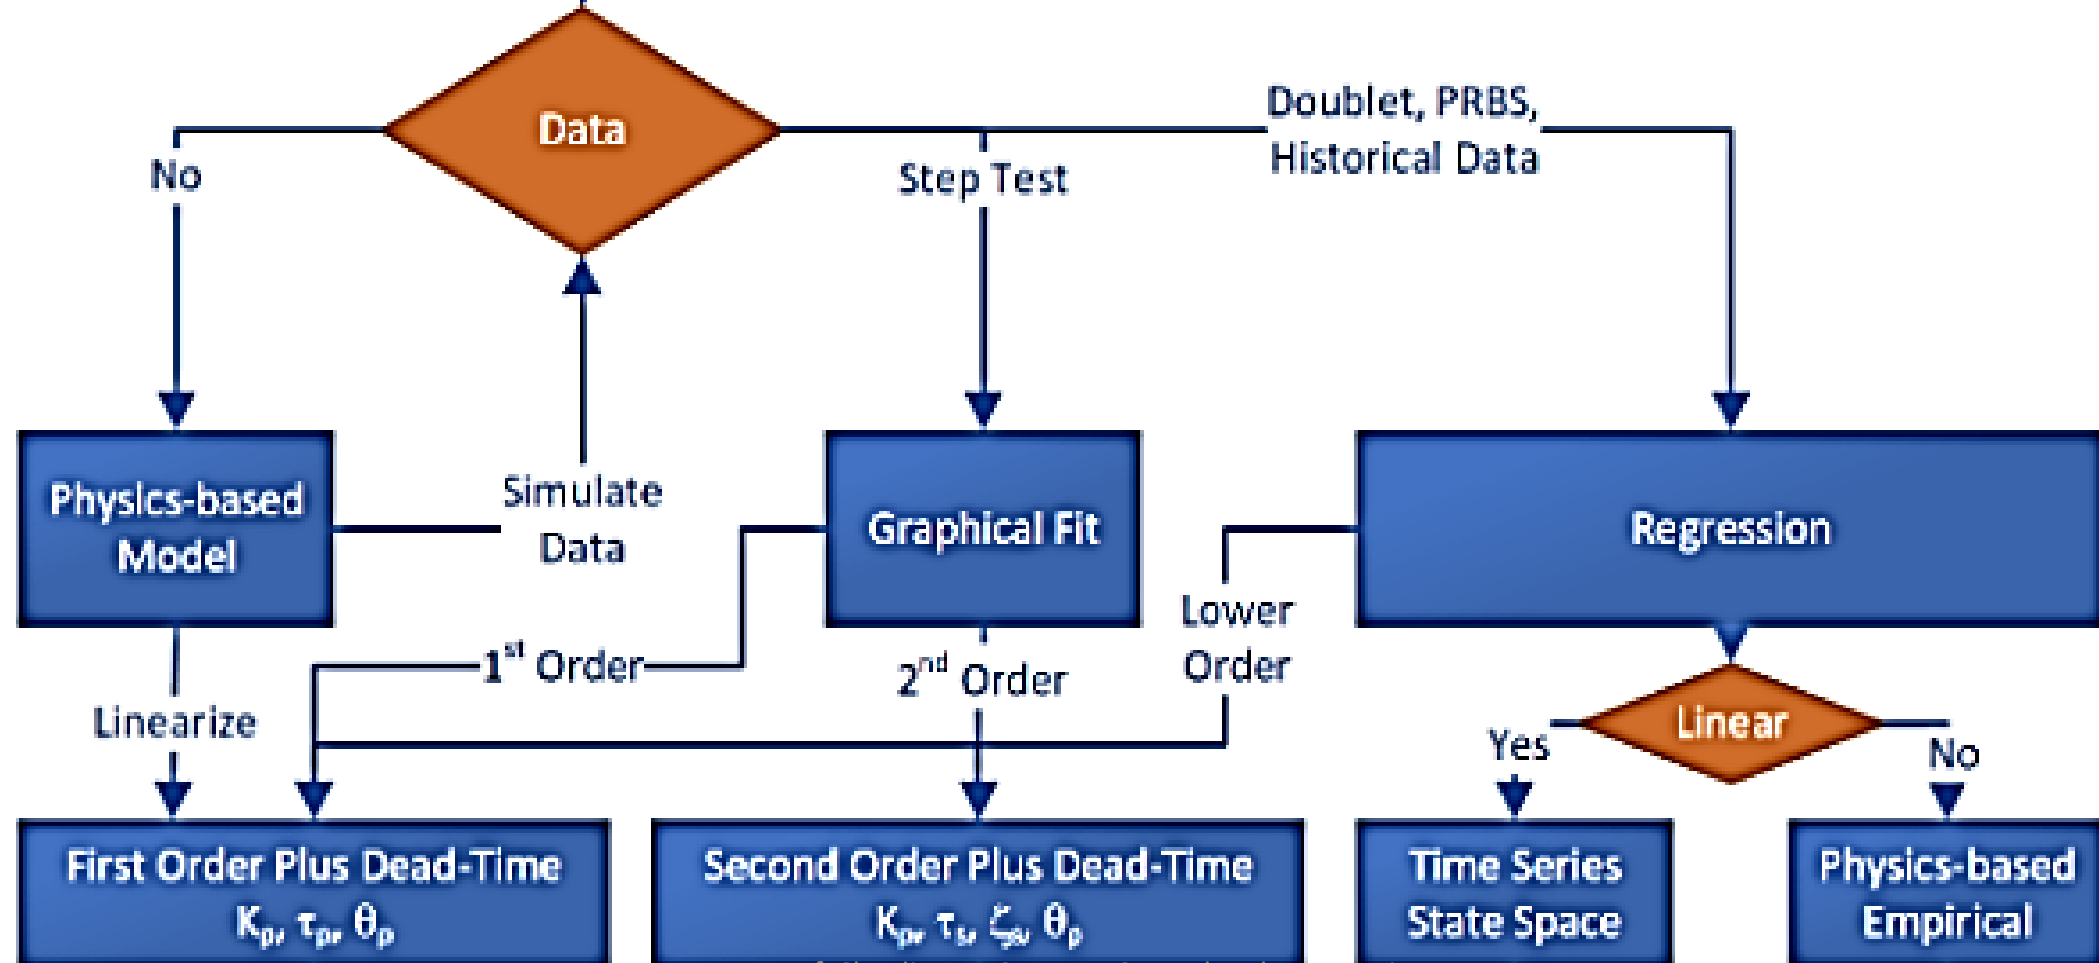 Data
No
Step Test
Doublet, PRBS,
Historical Data
Physics-based
Model
Simulate
Data
Graphical Fit
Regression
Linearize
1st Order
2nd Order
Lower
Order
Linear
Yes
No
First Order Plus Dead-Time
Kp, τp, θp
Second Order Plus Dead-Time
Kp, τs, ζs, θp
Time Series
State Space
Physics-based
Empirical